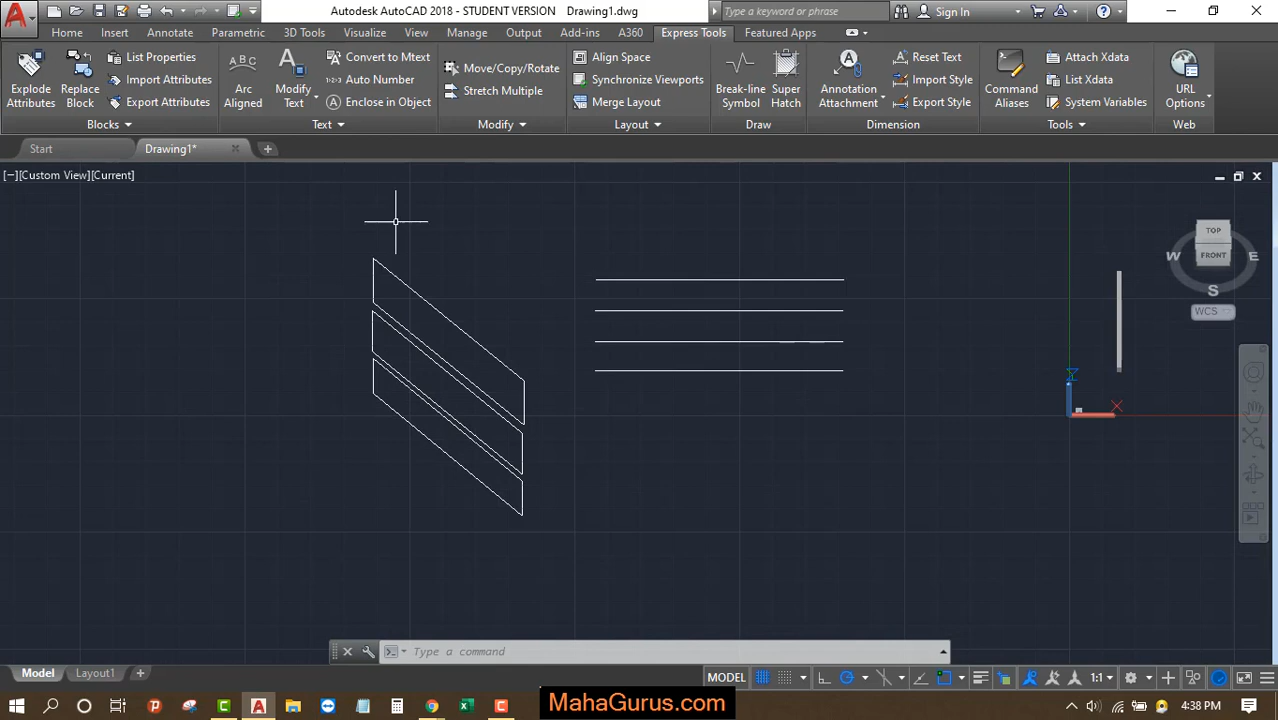 Autodesk AutoCAD 2018 - STUDENT VERSION Drawing1.dwg
Type a keyword or phrase
Sign In
Home Insert Annotate Parametric 3D Tools Visualize View Manage Output Add-ins A360 Express Tools Featured Apps
Explode Attributes
Replace Block
List Properties
Import Attributes
Export Attributes
Arc Aligned
Modify Text
Convert to Mtext
Auto Number
Enclose in Object
Move/Copy/Rotate
Stretch Multiple
Align Space
Synchronize Viewports
Merge Layout
Break-line Symbol
Super Hatch
Annotation Attachment
Reset Text
Import Style
Export Style
Command Aliases
Attach Xdata
List Xdata
System Variables
URL Options
Blocks Text Modify Layout Draw Dimension Tools Web
Start Drawing1*
[−][Custom View][Current]
TOP
W FRONT E
S
WCS
X
Type a command
Model Layout1
MODEL 1:1
MahaGurus.com
4:38 PM